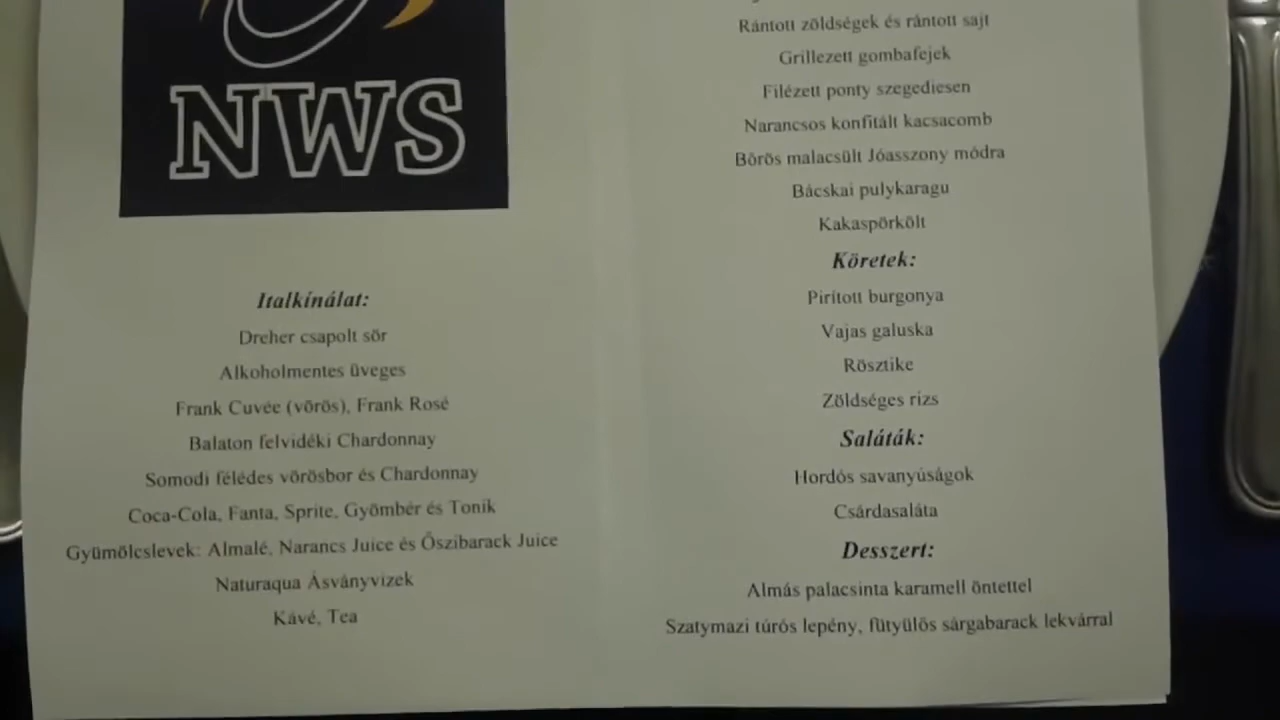 NWS
Italkínálat:
Dreher csapolt sör
Alkoholmentes üveges
Frank Cuvée (vörös), Frank Rosé
Balaton felvidéki Chardonnay
Somodi félédes vörösbor és Chardonnay
Coca-Cola, Fanta, Sprite, Gyömbér és Tonik
Gyümölcslevek: Almalé, Narancs Juice és Őszibarack Juice
Naturaqua Ásványvizek
Kávé, Tea
Rántott zöldségek és rántott sajt
Grillezett gombafejek
Filézett ponty szegediesen
Narancsos konfitált kacsacomb
Bőrös malacsült Jóasszony módra
Bácskai pulykaragu
Kakaspörkölt
Köretek:
Pirított burgonya
Vajas galuska
Rösztike
Zöldséges rizs
Saláták:
Hordós savanyúságok
Csárdasaláta
Desszert:
Almás palacsinta karamell öntettel
Szatymazi túrós lepény, fütyülős sárgabarack lekvárral